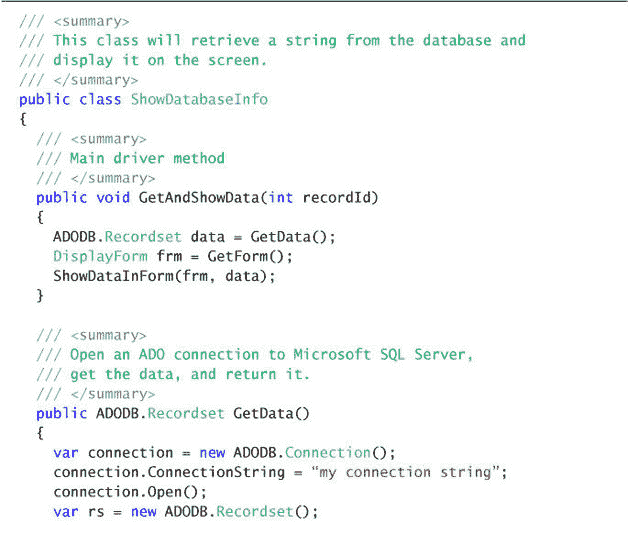 /// <summary>
/// This class will retrieve a string from the database and
/// display it on the screen.
/// </summary>
public class ShowDatabaseInfo
{
/// <summary>
/// Main driver method
/// </summary>
public void GetAndShowData(int recordId)
{
ADODB.Recordset data = GetData();
DisplayForm frm = GetForm();
ShowDataInForm(frm, data);
}
/// <summary>
/// Open an ADO connection to Microsoft SQL Server,
/// get the data, and return it.
/// </summary>
public ADODB.Recordset GetData()
{
var connection = new ADODB.Connection();
connection.ConnectionString = “my connection string”;
connection.Open();
var rs = new ADODB.Recordset();